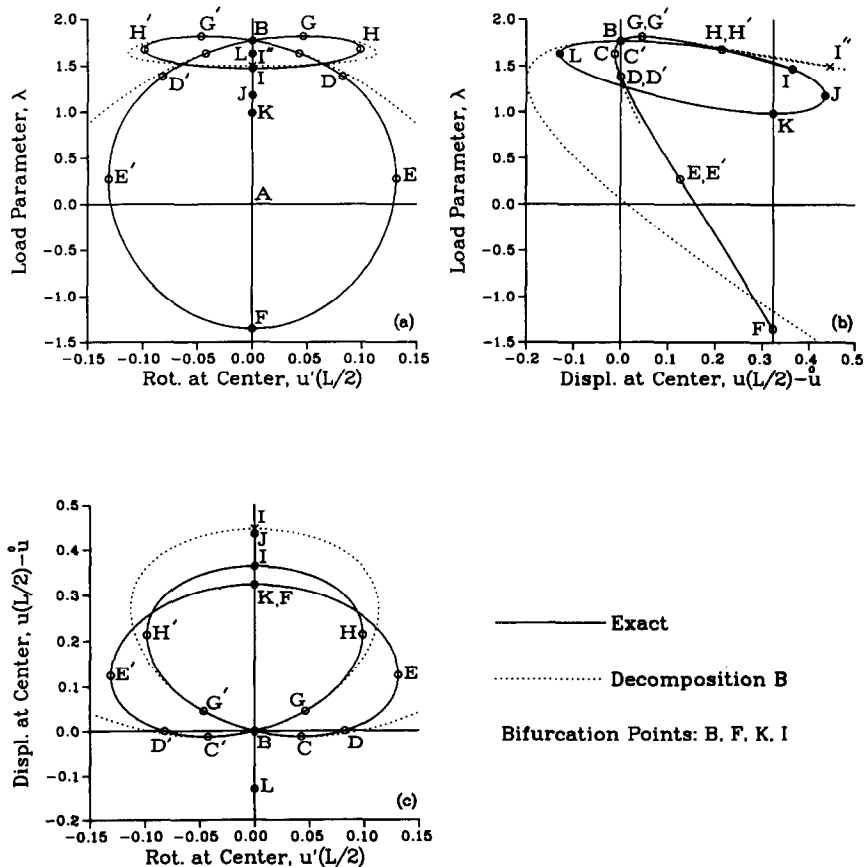 G′ B G
H′ L I″ H
I
D′ J D
K
E′ A E
F
(a)
2.0
1.5
1.0
0.5
0.0
−0.5
−1.0
−1.5
−0.15 −0.10 −0.05 0.00 0.05 0.10 0.15
Load Parameter, λ
Rot. at Center, u′(L/2)
B G,G′ H,H′
L C C′ I I″
D,D′ J
K
E,E′
F
(b)
2.0
1.5
1.0
0.5
0.0
−0.5
−1.0
−1.5
−0.2 −0.1 0.0 0.1 0.2 0.3 0.4 0.5
Load Parameter, λ
Displ. at Center, u(L/2)−ů
I
J
I
K,F
H′ H
E′ E
G′ G
D′ C′ B C D
L
(c)
0.5
0.4
0.3
0.2
0.1
0.0
−0.1
−0.2
−0.15 −0.10 −0.05 0.00 0.05 0.10 0.15
Displ. at Center, u(L/2)−ů
Rot. at Center, u′(L/2)
Exact
Decomposition B
Bifurcation Points: B, F, K, I